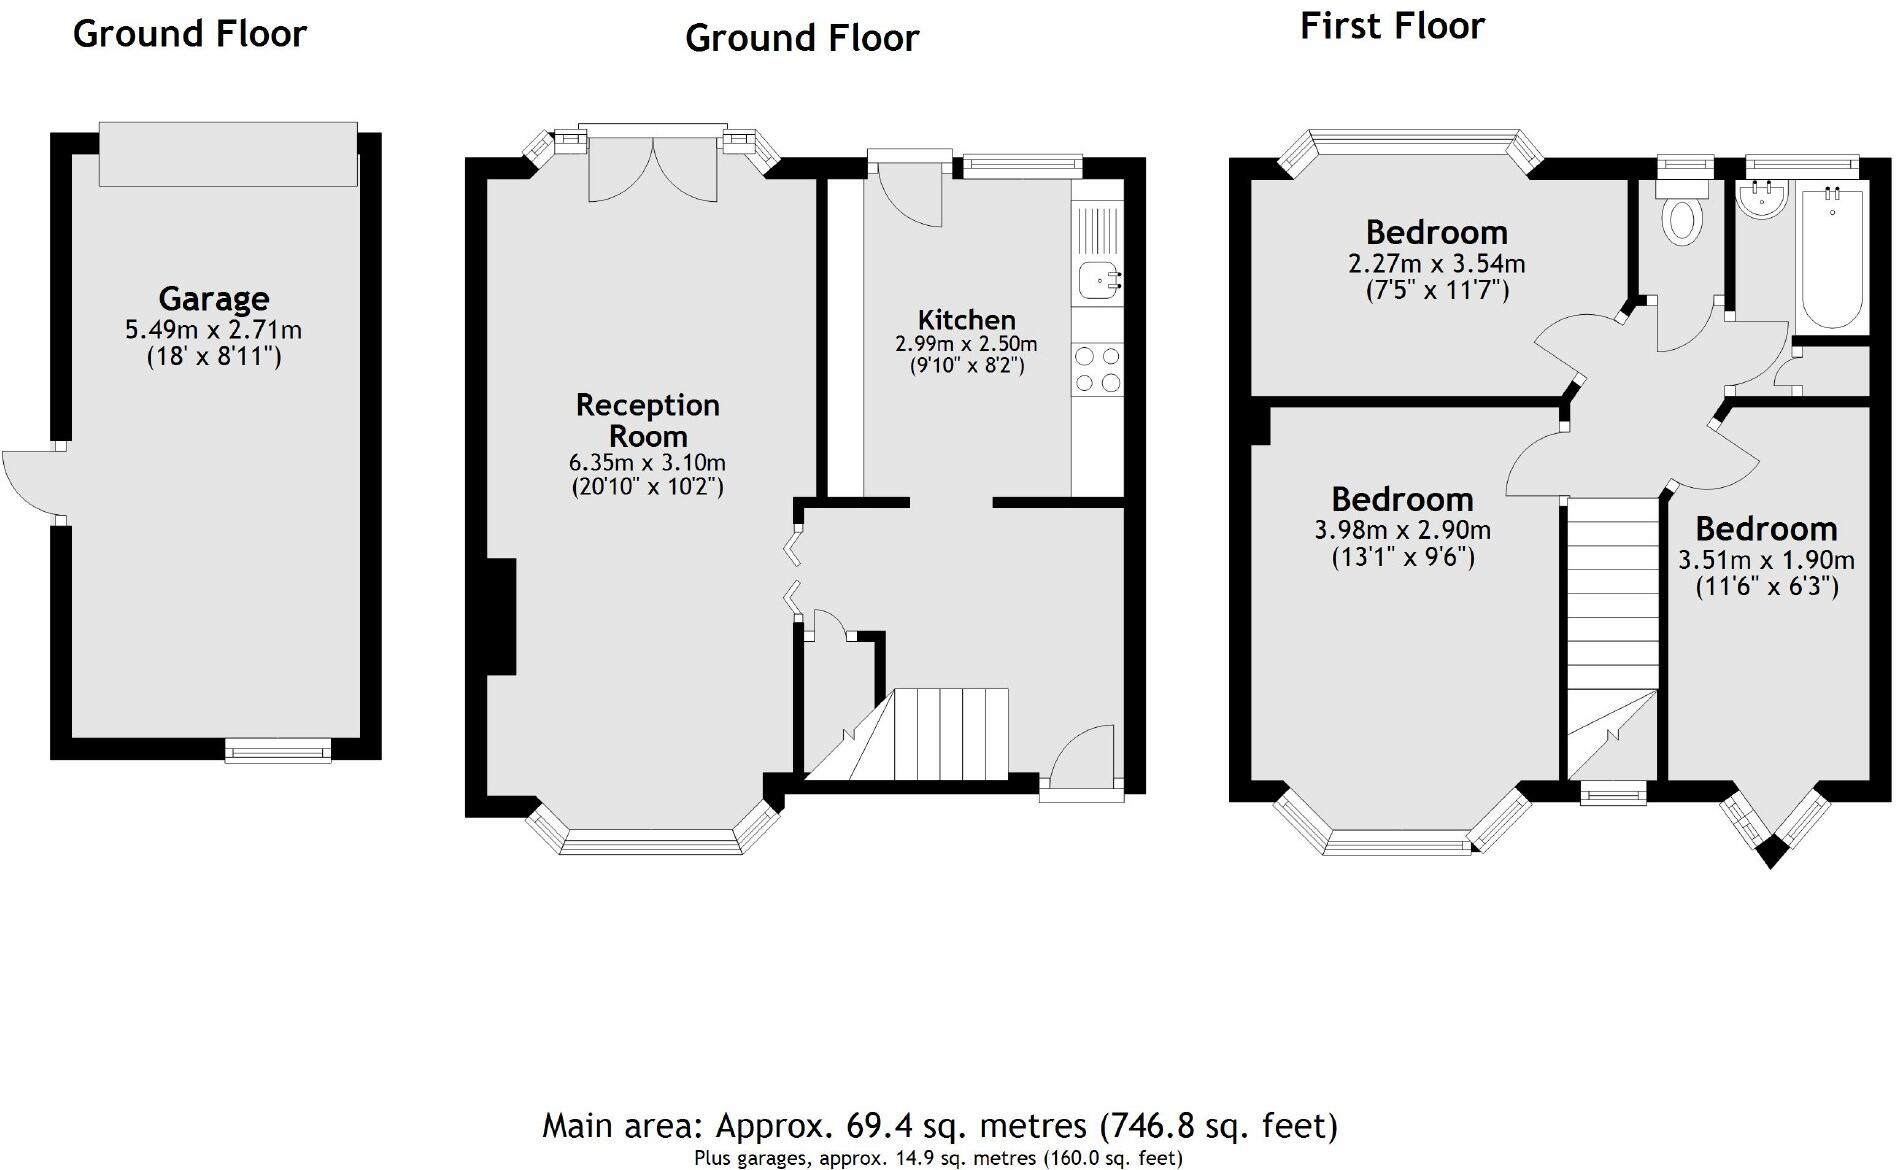 Ground Floor
Ground Floor
First Floor
Garage
5.49m x 2.71m
(18' x 8'11")
Reception
Room
6.35m x 3.10m
(20'10" x 10'2")
Kitchen
2.99m x 2.50m
(9'10" x 8'2")
Bedroom
2.27m x 3.54m
(7'5" x 11'7")
Bedroom
3.98m x 2.90m
(13'1" x 9'6")
Bedroom
3.51m x 1.90m
(11'6" x 6'3")
Main area: Approx. 69.4 sq. metres (746.8 sq. feet)
Plus garages, approx. 14.9 sq. metres (160.0 sq. feet)